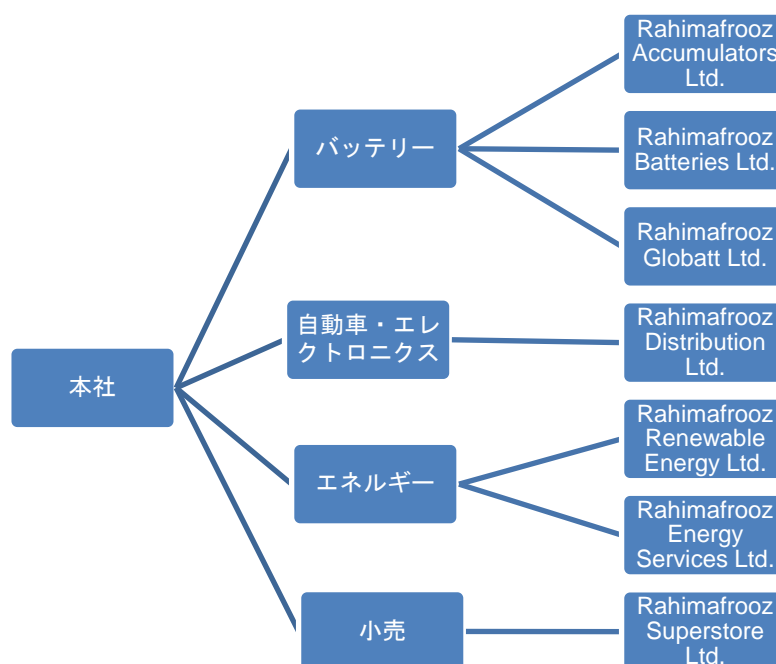 本社
バッテリー
自動車・エレ
クトロニクス
エネルギー
小売
Rahimafrooz
Accumulators
Ltd.
Rahimafrooz
Batteries Ltd.
Rahimafrooz
Globatt Ltd.
Rahimafrooz
Distribution
Ltd.
Rahimafrooz
Renewable
Energy Ltd.
Rahimafrooz
Energy
Services Ltd.
Rahimafrooz
Superstore
Ltd.